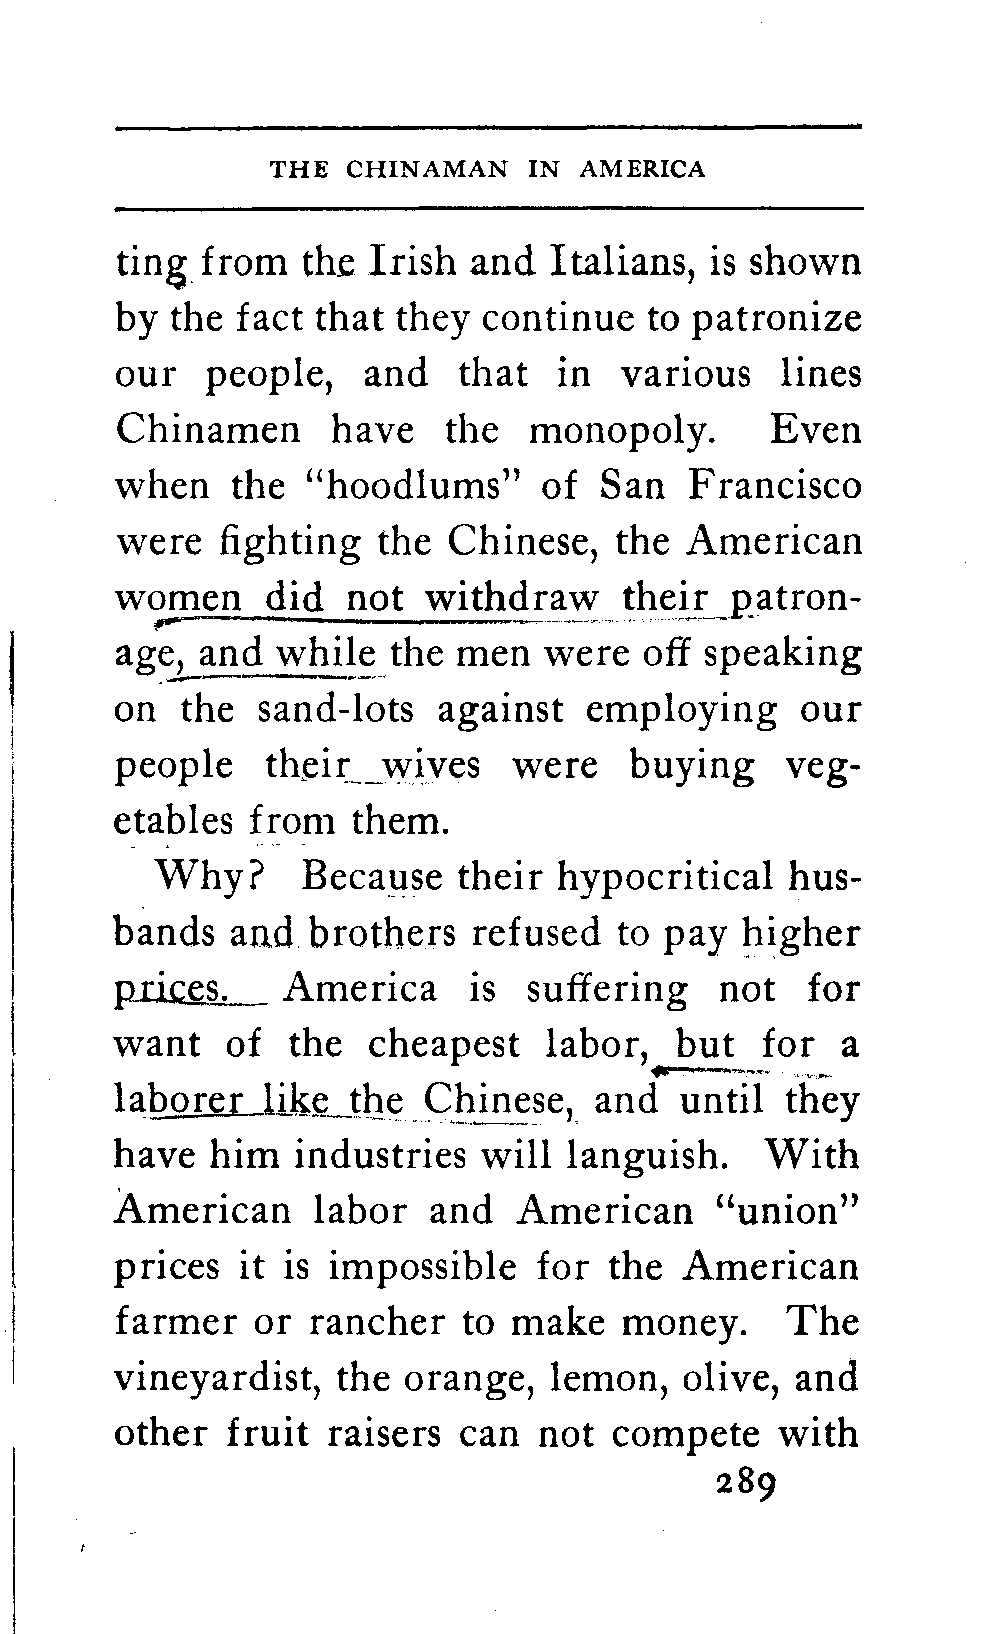 THE CHINAMAN IN AMERICA
ting from the Irish and Italians, is shown
by the fact that they continue to patronize
our people, and that in various lines
Chinamen have the monopoly. Even
when the "hoodlums" of San Francisco
were fighting the Chinese, the American
women did not withdraw their patron-
age, and while the men were off speaking
on the sand-lots against employing our
people their wives were buying veg-
etables from them.
Why? Because their hypocritical hus-
bands and brothers refused to pay higher
prices. America is suffering not for
want of the cheapest labor, but for a
laborer like the Chinese, and until they
have him industries will languish. With
American labor and American "union"
prices it is impossible for the American
farmer or rancher to make money. The
vineyardist, the orange, lemon, olive, and
other fruit raisers can not compete with
289